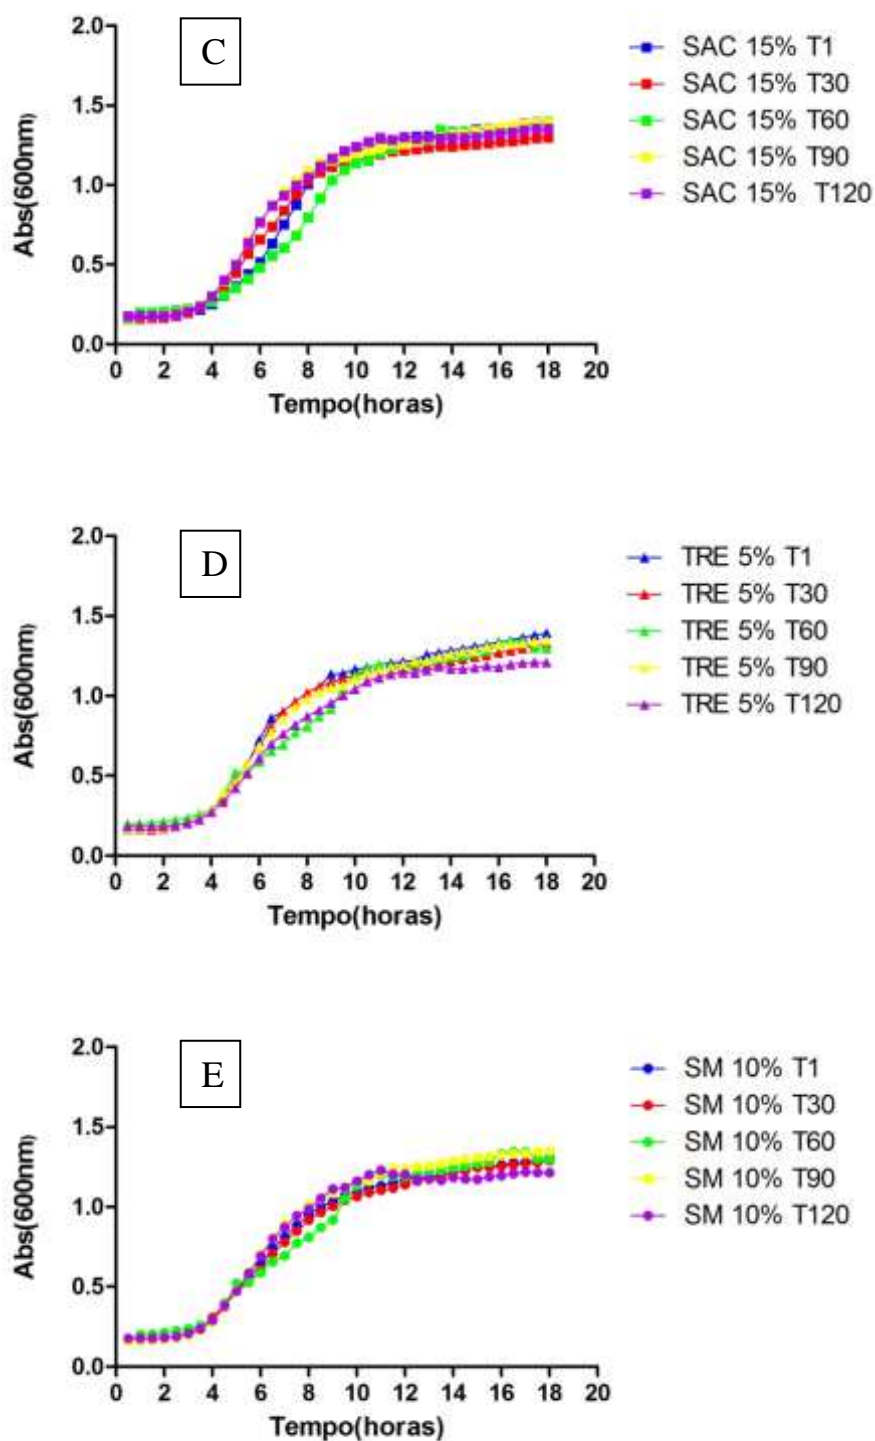 C
2.0
1.5
1.0
0.5
0.0
Abs(600nm)
0 2 4 6 8 10 12 14 16 18 20
Tempo(horas)
SAC 15% T1
SAC 15% T30
SAC 15% T60
SAC 15% T90
SAC 15% T120
D
2.0
1.5
1.0
0.5
0.0
Abs(600nm)
0 2 4 6 8 10 12 14 16 18 20
Tempo(horas)
TRE 5% T1
TRE 5% T30
TRE 5% T60
TRE 5% T90
TRE 5% T120
E
2.0
1.5
1.0
0.5
0.0
Abs(600nm)
0 2 4 6 8 10 12 14 16 18 20
Tempo(horas)
SM 10% T1
SM 10% T30
SM 10% T60
SM 10% T90
SM 10% T120